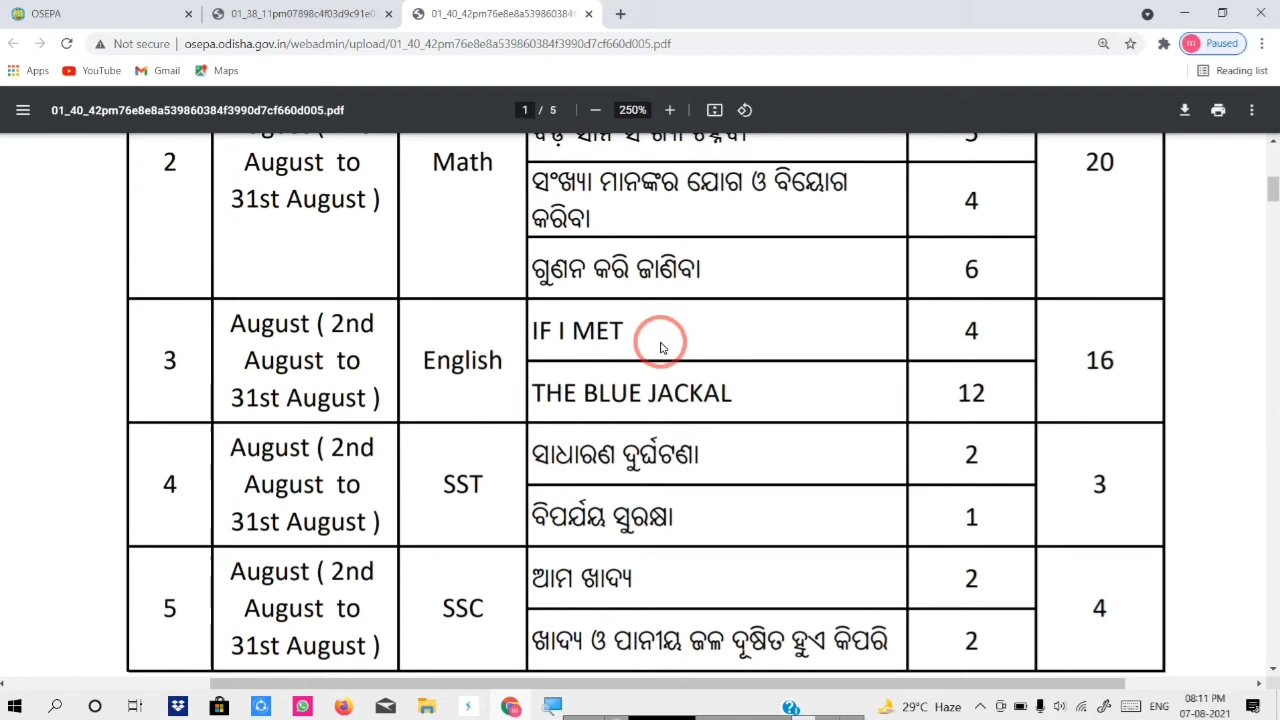 OSEPA
01_38_11pm07898c4f03d9c91e0
01_40_42pm76e8e8a539860384f
Not secure | osepa.odisha.gov.in/webadmin/upload/01_40_42pm76e8e8a539860384f3990d7cf660d005.pdf
m Paused
Apps YouTube Gmail Maps Reading list
01_40_42pm76e8e8a539860384f3990d7cf660d005.pdf 1 / 5 250%
2 August to 31st August ) Math 20
ସଂଖ୍ୟା ମାନଙ୍କର ଯୋଗ ଓ ବିୟୋଗ
କରିବା 4
ଗୁଣନ କରି ଜାଣିବା 6
3 August ( 2nd August to 31st August ) English 16
IF I MET 4
THE BLUE JACKAL 12
4 August ( 2nd August to 31st August ) SST 3
ସାଧାରଣ ଦୁର୍ଘଟଣା 2
ବିପର୍ଯୟ ସୁରକ୍ଷା 1
5 August ( 2nd August to 31st August ) SSC 4
ଆମ ଖାଦ୍ୟ 2
ଖାଦ୍ୟ ଓ ପାନୀୟ ଜଳ ଦୂଷିତ ହୁଏ କିପରି 2
29°C Haze ENG 08:11 PM
07-08-2021